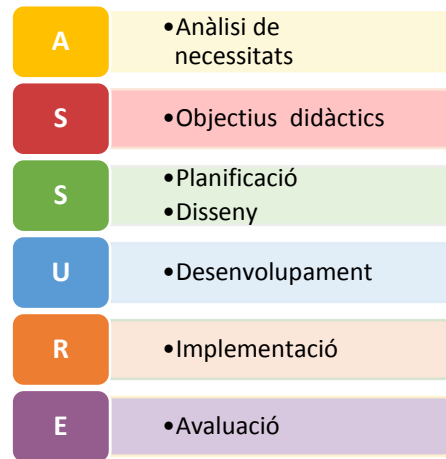 A
•Anàlisi de
necessitats
S
•Objectius didàctics
S
•Planificació
•Disseny
U
•Desenvolupament
R
•Implementació
E
•Avaluació